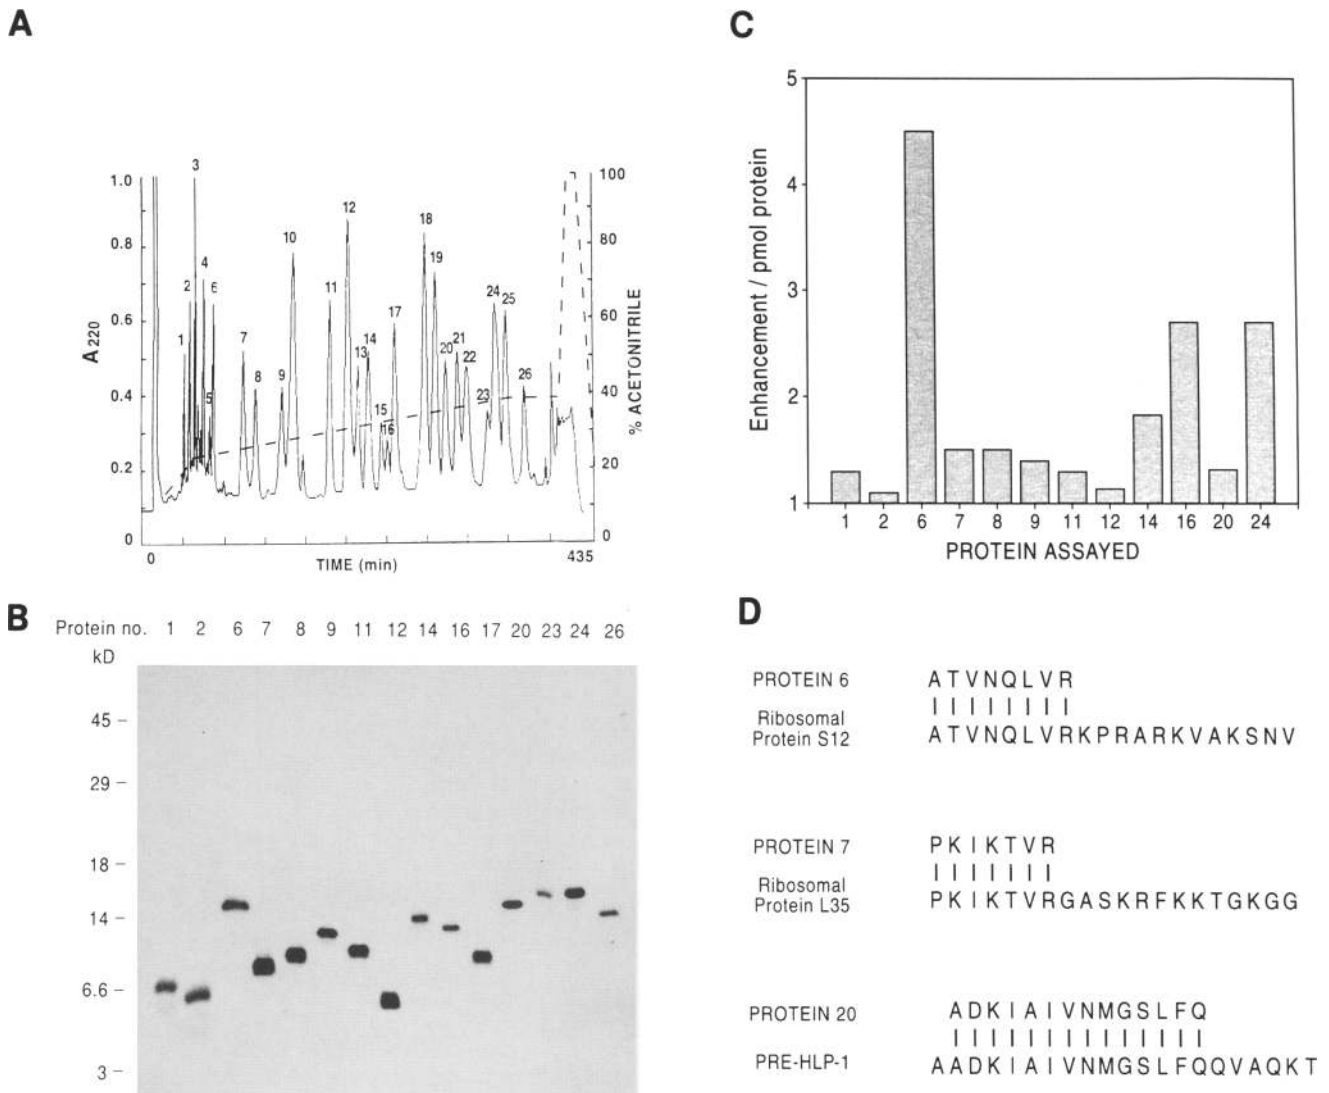 A
3
12
18
10
19
4
24
2
6
11
25
17
7
14
21
1
13
20
22
8
9
26
5
15
23
16
1.0
0.8
0.6
0.4
0.2
0
A220
100
80
60
40
20
0
% ACETONITRILE
0
TIME (min)
435
B
Protein no. 1 2 6 7 8 9 11 12 14 16 17 20 23 24 26
kD
45
29
18
14
6.6
3
C
5
4
3
2
1
Enhancement / pmol protein
1 2 6 7 8 9 11 12 14 16 20 24
PROTEIN ASSAYED
D
PROTEIN 6 ATVNQLVR
Ribosomal
Protein S12 ATVNQLVRKPRARKVAKSNV
PROTEIN 7 PKIKTVR
Ribosomal
Protein L35 PKIKTVRGASKRFKKTGKGG
PROTEIN 20 ADKIAIVNMGSLFQ
PRE-HLP-1 AADKIAIVNMGSLFQQVAQKT